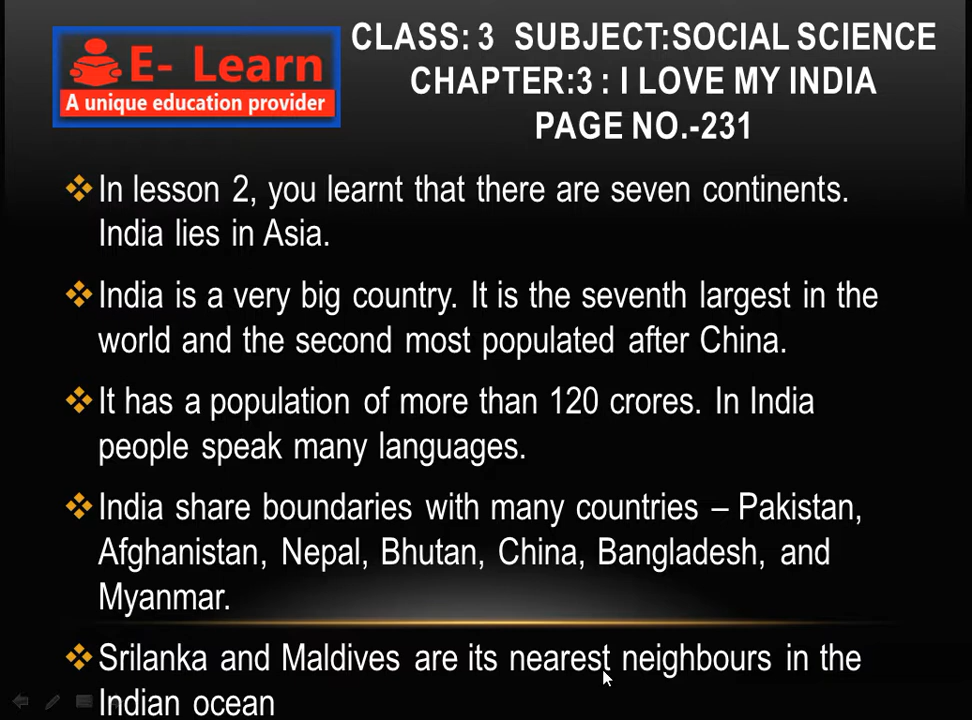 E- Learn
A unique education provider
CLASS: 3 SUBJECT:SOCIAL SCIENCE
CHAPTER:3 : I LOVE MY INDIA
PAGE NO.-231
In lesson 2, you learnt that there are seven continents.
India lies in Asia.
India is a very big country. It is the seventh largest in the
world and the second most populated after China.
It has a population of more than 120 crores. In India
people speak many languages.
India share boundaries with many countries – Pakistan,
Afghanistan, Nepal, Bhutan, China, Bangladesh, and
Myanmar.
Srilanka and Maldives are its nearest neighbours in the
Indian ocean